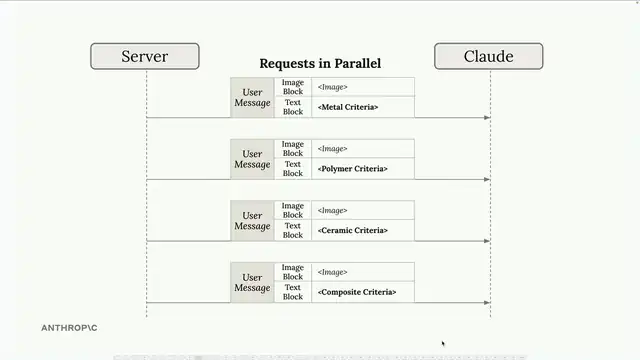 Server
Claude
Requests in Parallel
User Message
Image Block
<Image>
Text Block
<Metal Criteria>
User Message
Image Block
<Image>
Text Block
<Polymer Criteria>
User Message
Image Block
<Image>
Text Block
<Ceramic Criteria>
User Message
Image Block
<Image>
Text Block
<Composite Criteria>
ANTHROP\C